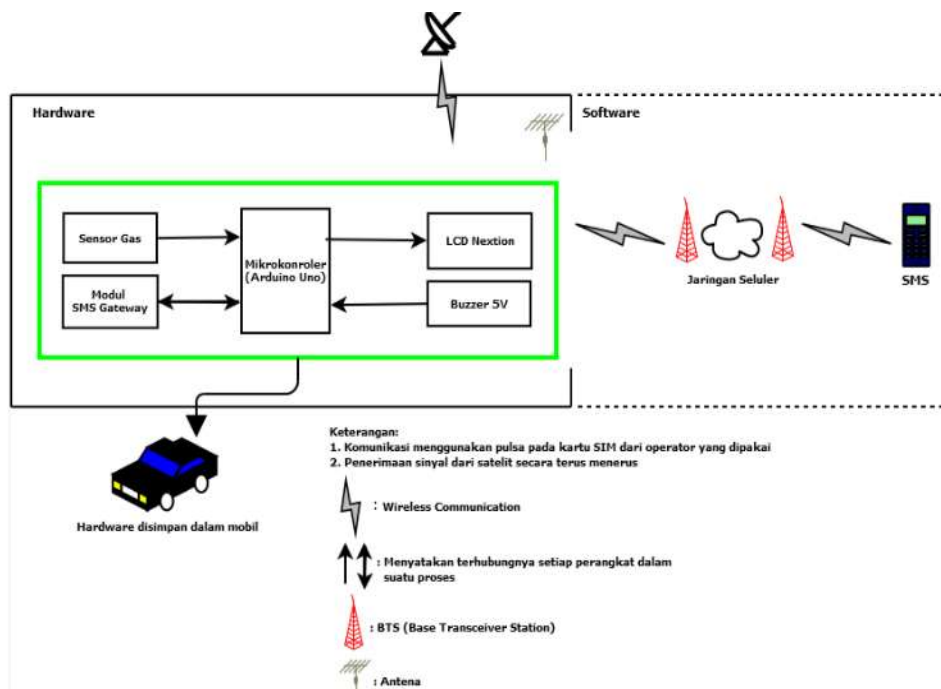 Hardware
Software
Sensor Gas
Modul
SMS Gateway
Mikrokonroler
(Arduino Uno)
LCD Nextion
Buzzer 5V
Jaringan Seluler
SMS
Hardware disimpan dalam mobil
Keterangan:
1. Komunikasi menggunakan pulsa pada kartu SIM dari operator yang dipakai
2. Penerimaan sinyal dari satelit secara terus menerus
: Wireless Communication
: Menyatakan terhubungnya setiap perangkat dalam
suatu proses
: BTS (Base Transceiver Station)
: Antena